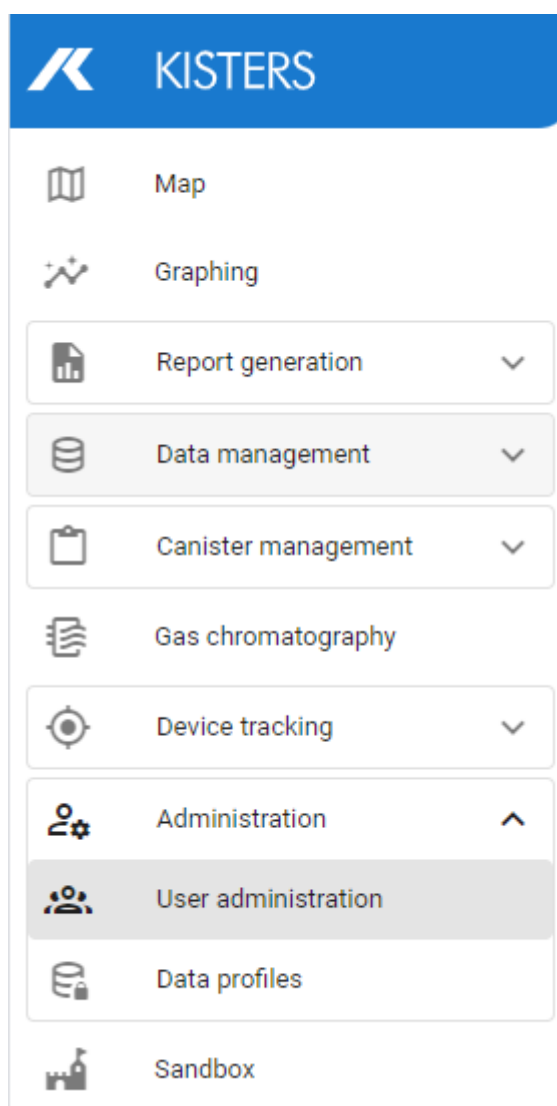 KISTERS
Map
Graphing
Report generation
Data management
Canister management
Gas chromatography
Device tracking
Administration
User administration
Data profiles
Sandbox